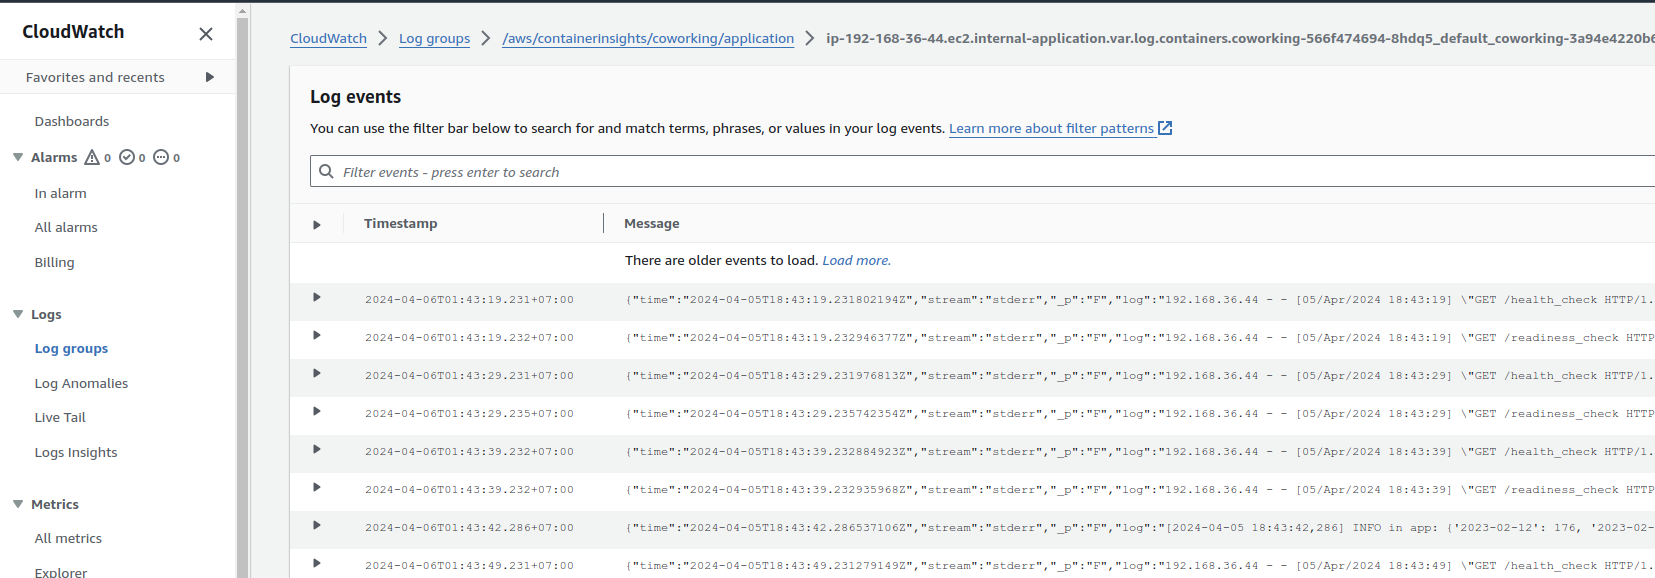 CloudWatch
Favorites and recents
Dashboards
Alarms 0 0 0
In alarm
All alarms
Billing
Logs
Log groups
Log Anomalies
Live Tail
Logs Insights
Metrics
All metrics
Explorer
CloudWatch > Log groups > /aws/containerinsights/coworking/application > ip-192-168-36-44.ec2.internal-application.var.log.containers.coworking-566f474694-8hdq5_default_coworking-3a94e4220b6
Log events
You can use the filter bar below to search for and match terms, phrases, or values in your log events. Learn more about filter patterns
Filter events - press enter to search
Timestamp Message
There are older events to load. Load more.
2024-04-06T01:43:19.231+07:00 {"time":"2024-04-05T18:43:19.231802194Z","stream":"stderr","_p":"F","log":"192.168.36.44 - - [05/Apr/2024 18:43:19] \"GET /health_check HTTP/1.
2024-04-06T01:43:19.232+07:00 {"time":"2024-04-05T18:43:19.232946377Z","stream":"stderr","_p":"F","log":"192.168.36.44 - - [05/Apr/2024 18:43:19] \"GET /readiness_check HTTP
2024-04-06T01:43:29.231+07:00 {"time":"2024-04-05T18:43:29.231976813Z","stream":"stderr","_p":"F","log":"192.168.36.44 - - [05/Apr/2024 18:43:29] \"GET /health_check HTTP/1.
2024-04-06T01:43:29.235+07:00 {"time":"2024-04-05T18:43:29.235742354Z","stream":"stderr","_p":"F","log":"192.168.36.44 - - [05/Apr/2024 18:43:29] \"GET /readiness_check HTTP
2024-04-06T01:43:39.232+07:00 {"time":"2024-04-05T18:43:39.232884923Z","stream":"stderr","_p":"F","log":"192.168.36.44 - - [05/Apr/2024 18:43:39] \"GET /health_check HTTP/1.
2024-04-06T01:43:39.232+07:00 {"time":"2024-04-05T18:43:39.232935968Z","stream":"stderr","_p":"F","log":"192.168.36.44 - - [05/Apr/2024 18:43:39] \"GET /readiness_check HTTP
2024-04-06T01:43:42.286+07:00 {"time":"2024-04-05T18:43:42.286537106Z","stream":"stderr","_p":"F","log":"[2024-04-05 18:43:42,286] INFO in app: {'2023-02-12': 176, '2023-02-
2024-04-06T01:43:49.231+07:00 {"time":"2024-04-05T18:43:49.231279149Z","stream":"stderr","_p":"F","log":"192.168.36.44 - - [05/Apr/2024 18:43:49] \"GET /health_check HTTP/1.